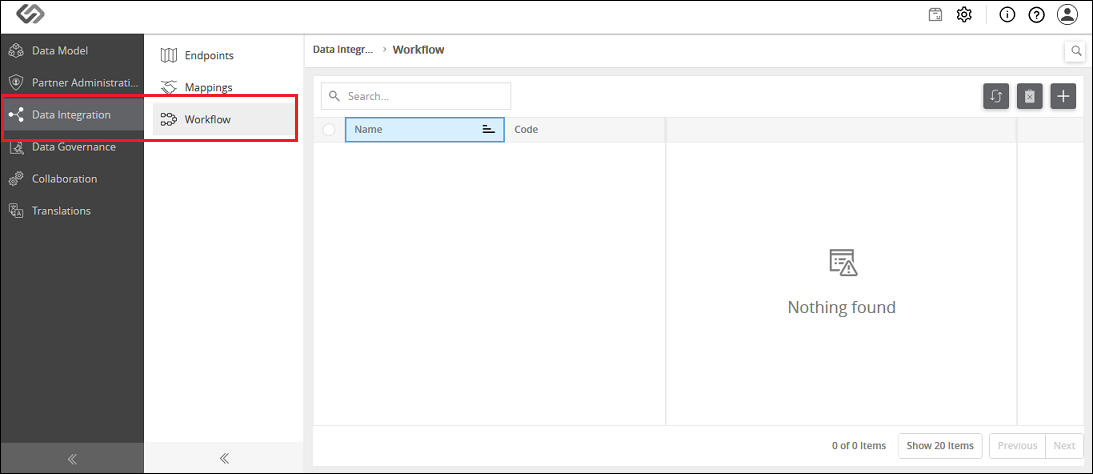 Data Model
Partner Administrati...
Data Integration
Data Governance
Collaboration
Translations
Endpoints
Mappings
Workflow
Data Integr... > Workflow
Search...
Name Code
Nothing found
0 of 0 Items Show 20 Items Previous Next